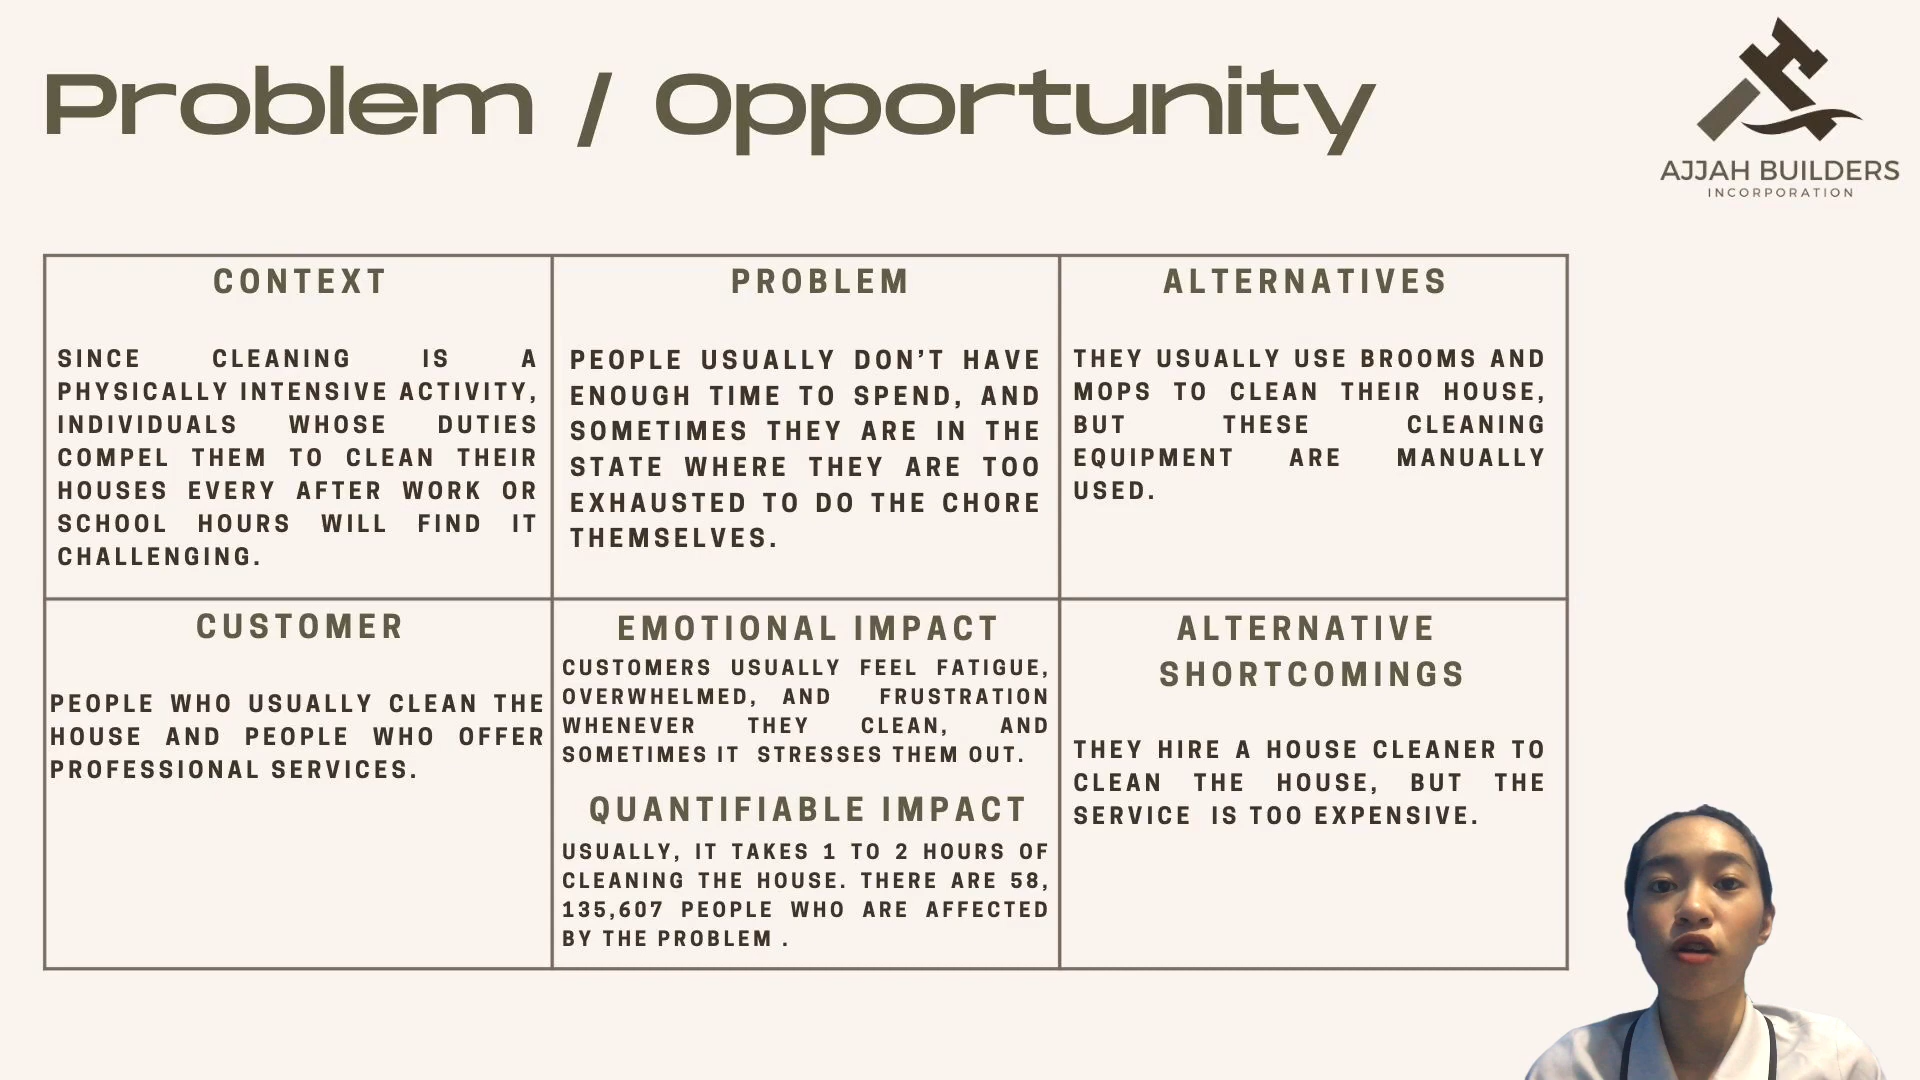 Problem / Opportunity
AJJAH BUILDERS
INCORPORATION
CONTEXT
SINCE CLEANING IS A
PHYSICALLY INTENSIVE ACTIVITY,
INDIVIDUALS WHOSE DUTIES
COMPEL THEM TO CLEAN THEIR
HOUSES EVERY AFTER WORK OR
SCHOOL HOURS WILL FIND IT
CHALLENGING.
PROBLEM
PEOPLE USUALLY DON'T HAVE
ENOUGH TIME TO SPEND, AND
SOMETIMES THEY ARE IN THE
STATE WHERE THEY ARE TOO
EXHAUSTED TO DO THE CHORE
THEMSELVES.
ALTERNATIVES
THEY USUALLY USE BROOMS AND
MOPS TO CLEAN THEIR HOUSE,
BUT THESE CLEANING
EQUIPMENT ARE MANUALLY
USED.
CUSTOMER
PEOPLE WHO USUALLY CLEAN THE
HOUSE AND PEOPLE WHO OFFER
PROFESSIONAL SERVICES.
EMOTIONAL IMPACT
CUSTOMERS USUALLY FEEL FATIGUE,
OVERWHELMED, AND FRUSTRATION
WHENEVER THEY CLEAN, AND
SOMETIMES IT STRESSES THEM OUT.
QUANTIFIABLE IMPACT
USUALLY, IT TAKES 1 TO 2 HOURS OF
CLEANING THE HOUSE. THERE ARE 58,
135,607 PEOPLE WHO ARE AFFECTED
BY THE PROBLEM .
ALTERNATIVE
SHORTCOMINGS
THEY HIRE A HOUSE CLEANER TO
CLEAN THE HOUSE, BUT THE
SERVICE IS TOO EXPENSIVE.